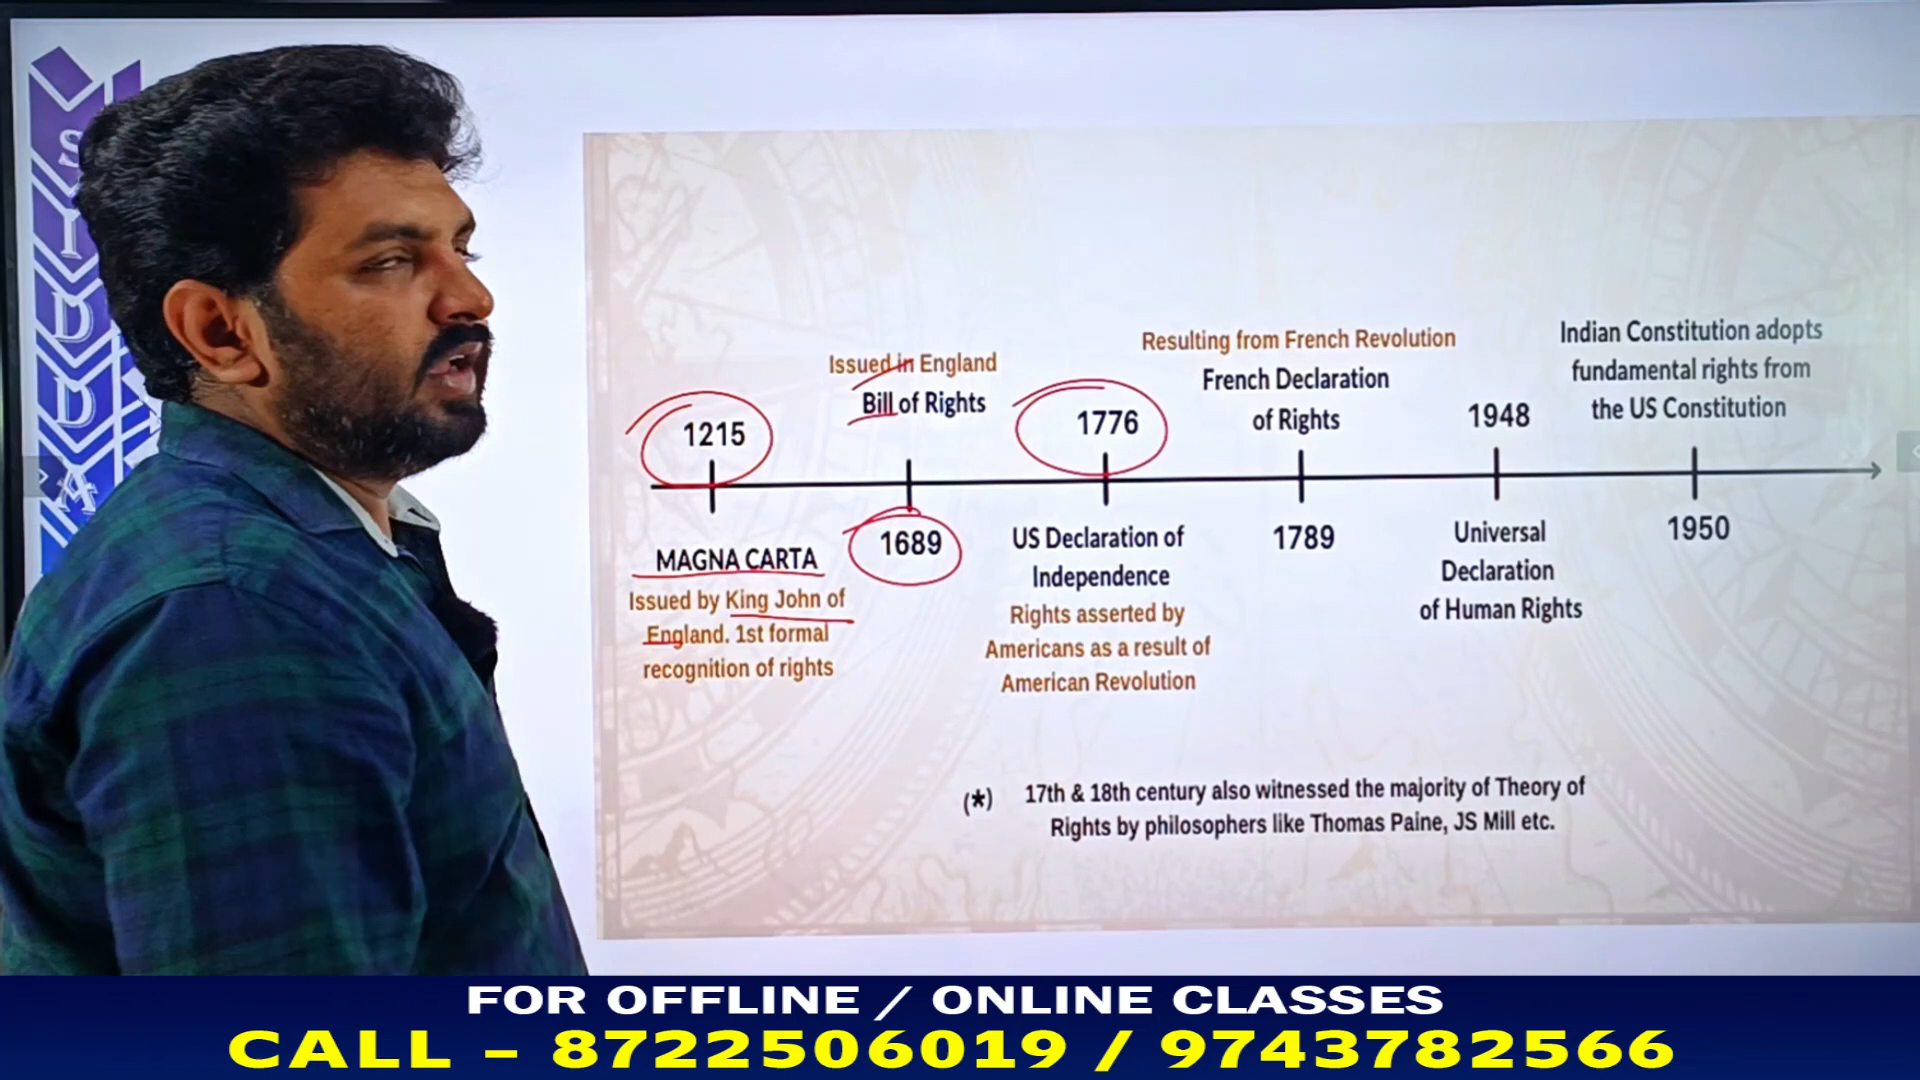 S
I
D
D
A
1215
MAGNA CARTA
Issued by King John of
England. 1st formal
recognition of rights
Issued in England
Bill of Rights
1689
1776
US Declaration of
Independence
Rights asserted by
Americans as a result of
American Revolution
Resulting from French Revolution
French Declaration
of Rights
1789
1948
Universal
Declaration
of Human Rights
Indian Constitution adopts
fundamental rights from
the US Constitution
1950
(*) 17th & 18th century also witnessed the majority of Theory of
Rights by philosophers like Thomas Paine, JS Mill etc.
FOR OFFLINE / ONLINE CLASSES
CALL – 8722506019 / 9743782566